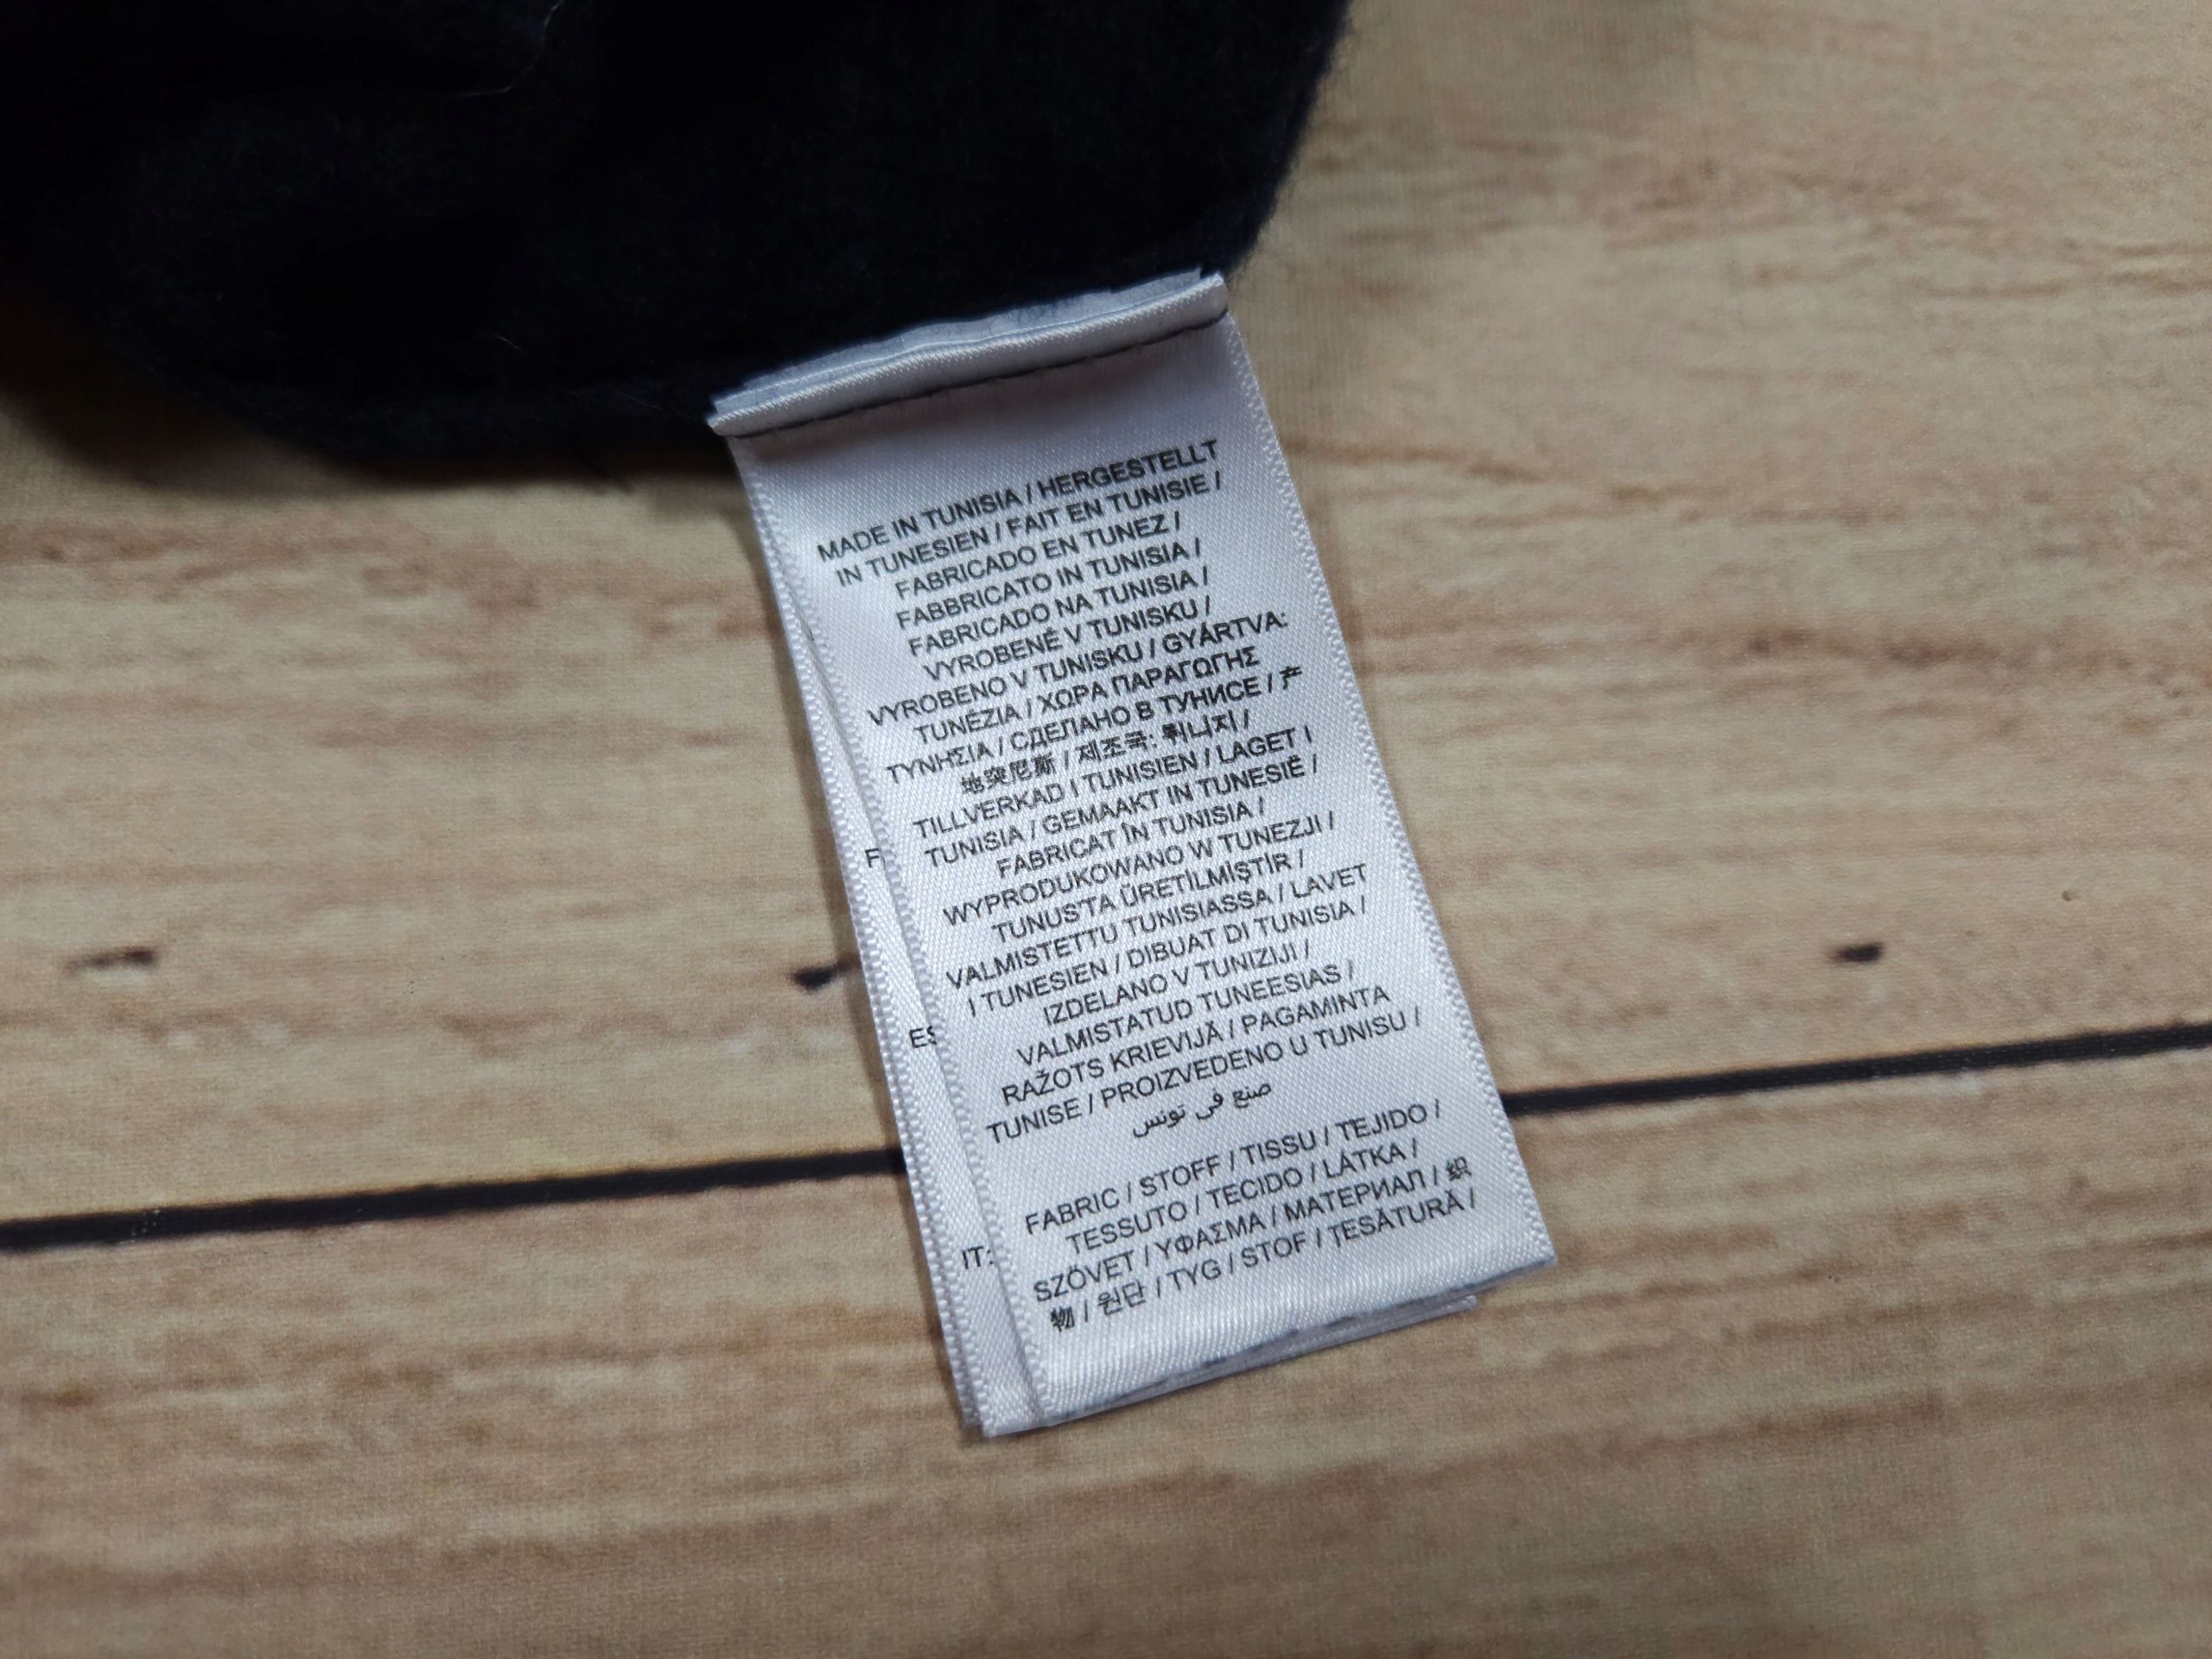 MADE IN TUNISIA / HERGESTELLT
IN TUNESIEN / FAIT EN TUNISIE /
FABRICADO EN TUNEZ /
FABBRICATO IN TUNISIA /
FABRICADO NA TUNISIA /
VYROBENÉ V TUNISKU /
VYROBENO V TUNISKU / GYÁRTVA:
TUNÉZIA / ΧΩΡΑ ΠΑΡΑΓΩΓΗΣ
ΤΥΝΗΣΙΑ / СДЕЛАНО В ТУНИСЕ / 产
地突尼斯 / 제조국: 튀니지 /
TILLVERKAD I TUNISIEN / LAGET I
TUNISIA / GEMAAKT IN TUNESIË /
FABRICAT ÎN TUNISIA /
WYPRODUKOWANO W TUNEZJI /
TUNUS'TA ÜRETİLMİŞTİR /
VALMISTETTU TUNISIASSA / LAVET
I TUNESIEN / DIBUAT DI TUNISIA /
IZDELANO V TUNIZIJI /
VALMISTATUD TUNEESIAS /
RAŽOTS KRIEVIJĀ / PAGAMINTA
TUNISE / PROIZVEDENO U TUNISU /
صنع في تونس
FABRIC / STOFF / TISSU / TEJIDO /
TESSUTO / TECIDO / LÁTKA /
SZÖVET / ΥΦΑΣΜΑ / МАТЕРИАЛ / 织
物 / 원단 / TYG / STOF / ȚESĂTURĂ /
ES
IT: